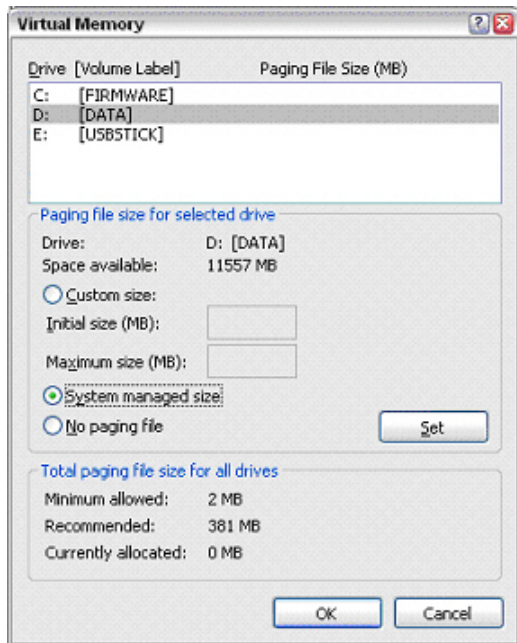 Virtual Memory
Drive [Volume Label] Paging File Size (MB)
C: [FIRMWARE]
D: [DATA]
E: [USBSTICK]
Paging file size for selected drive
Drive: D: [DATA]
Space available: 11557 MB
Custom size:
Initial size (MB):
Maximum size (MB):
System managed size
No paging file
Set
Total paging file size for all drives
Minimum allowed: 2 MB
Recommended: 381 MB
Currently allocated: 0 MB
OK Cancel